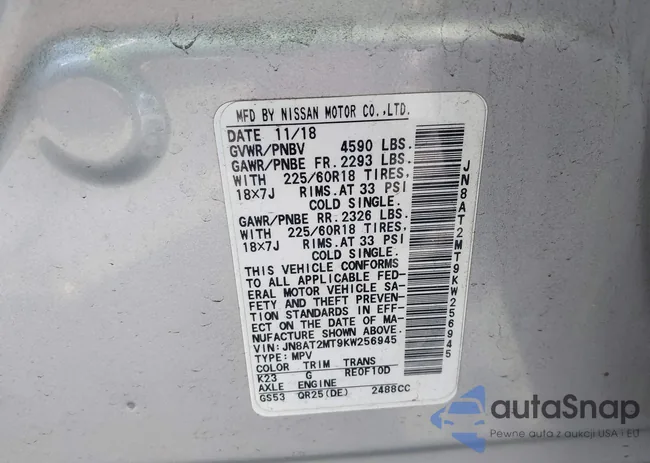 MFD BY NISSAN MOTOR CO.,LTD.
DATE 11/18
GVWR/PNBV 4590 LBS.
GAWR/PNBE FR. 2293 LBS.
WITH 225/60R18 TIRES,
18X7J RIMS.AT 33 PSI
COLD SINGLE.
GAWR/PNBE RR. 2326 LBS.
WITH 225/60R18 TIRES,
18X7J RIMS.AT 33 PSI
COLD SINGLE.
THIS VEHICLE CONFORMS
TO ALL APPLICABLE FED-
ERAL MOTOR VEHICLE SA-
FETY AND THEFT PREVEN-
TION STANDARDS IN EFF-
ECT ON THE DATE OF MA-
NUFACTURE SHOWN ABOVE.
VIN: JN8AT2MT9KW256945
TYPE: MPV
COLOR TRIM TRANS
K23 G RE0F10D
AXLE ENGINE
GS53 QR25(DE) 2488CC
JN8AT2MT9KW256945
autaSnap
Pewne auta z aukcji USA i EU